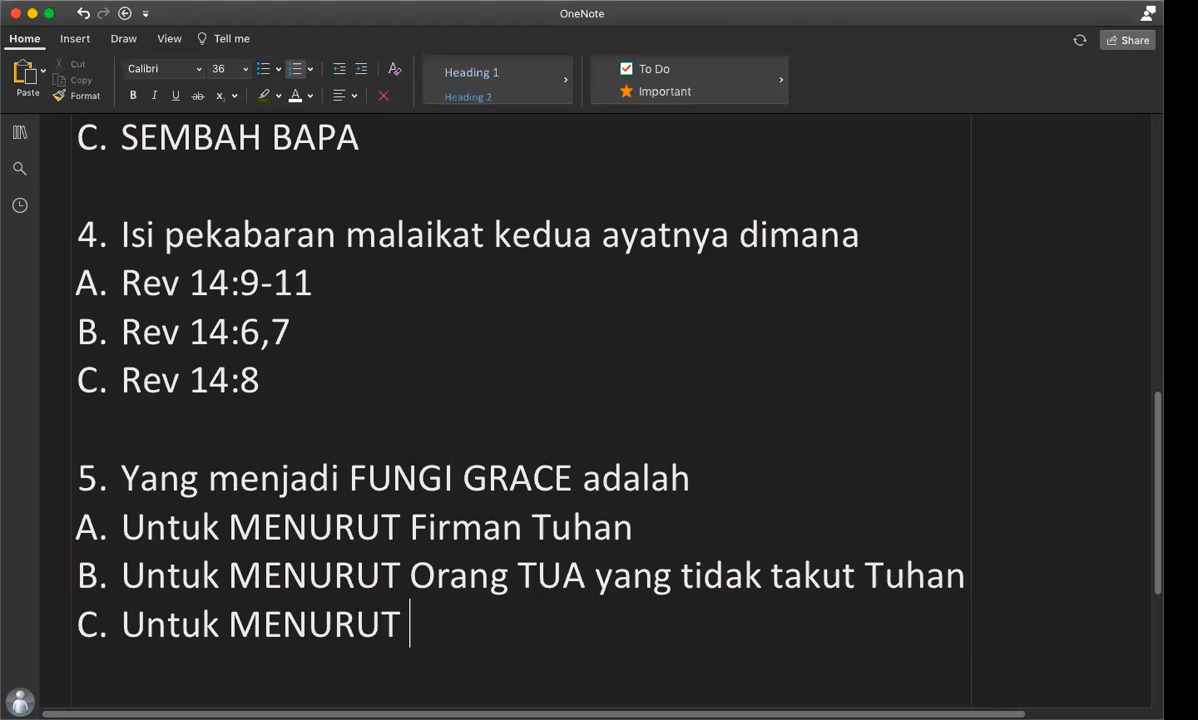 OneNote
Home Insert Draw View Tell me
Share
Paste
Cut
Copy
Format
Calibri 36
B I U ab x₂ A
Heading 1
Heading 2
To Do
Important
C. SEMBAH BAPA
4. Isi pekabaran malaikat kedua ayatnya dimana
A. Rev 14:9-11
B. Rev 14:6,7
C. Rev 14:8
5. Yang menjadi FUNGI GRACE adalah
A. Untuk MENURUT Firman Tuhan
B. Untuk MENURUT Orang TUA yang tidak takut Tuhan
C. Untuk MENURUT